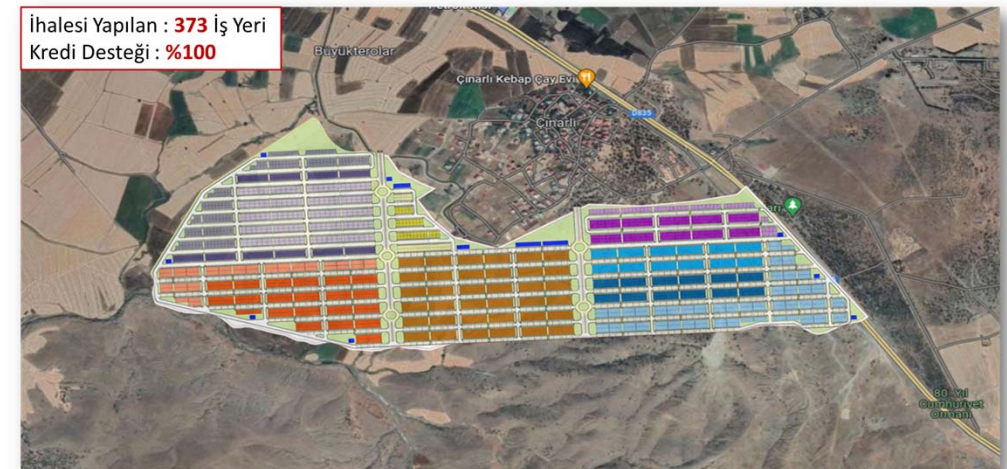 İhalesi Yapılan : 373 İş Yeri
Kredi Desteği : %100
Büyükterolar
Çınarlı Kebap Çay Evi
Çınarlı
D835
80. Yıl
Cumhuriyet
Ormanı